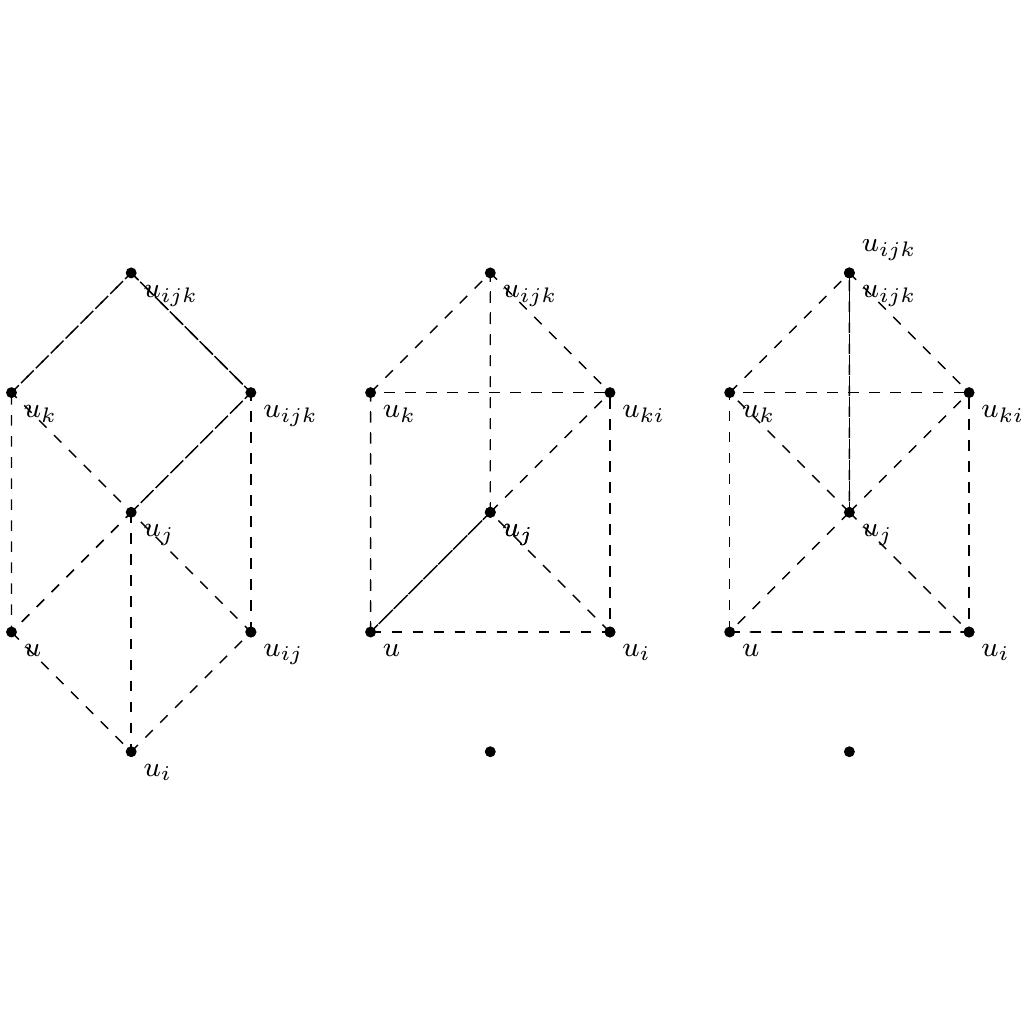 u_{ijk}
u_{ijk} u_{ijk} u_{ijk}
u_k u_{ijk} u_k u_{ki} u_k u_{ki}
u_j u_j u_j
u u_{ij} u u_i u u_i
u_i